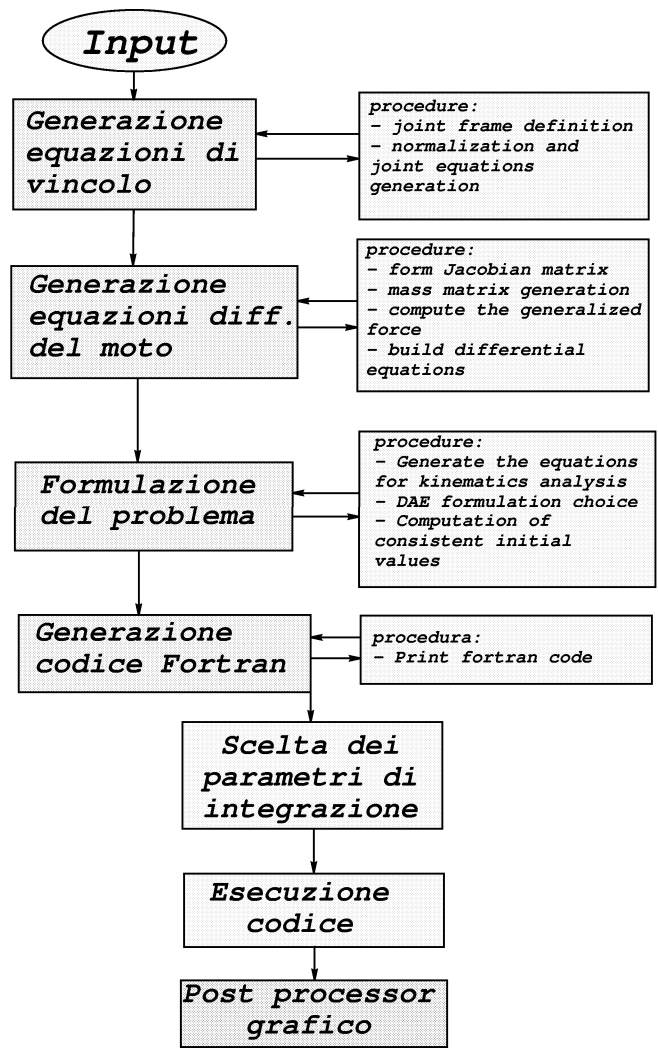 Input
Generazione
equazioni di
vincolo
procedure:
- joint frame definition
- normalization and
joint equations
generation
Generazione
equazioni diff.
del moto
procedure:
- form Jacobian matrix
- mass matrix generation
- compute the generalized
force
- build differential
equations
Formulazione
del problema
procedure:
- Generate the equations
for kinematics analysis
- DAE formulation choice
- Computation of
consistent initial
values
Generazione
codice Fortran
procedura:
- Print fortran code
Scelta dei
parametri di
integrazione
Esecuzione
codice
Post processor
grafico